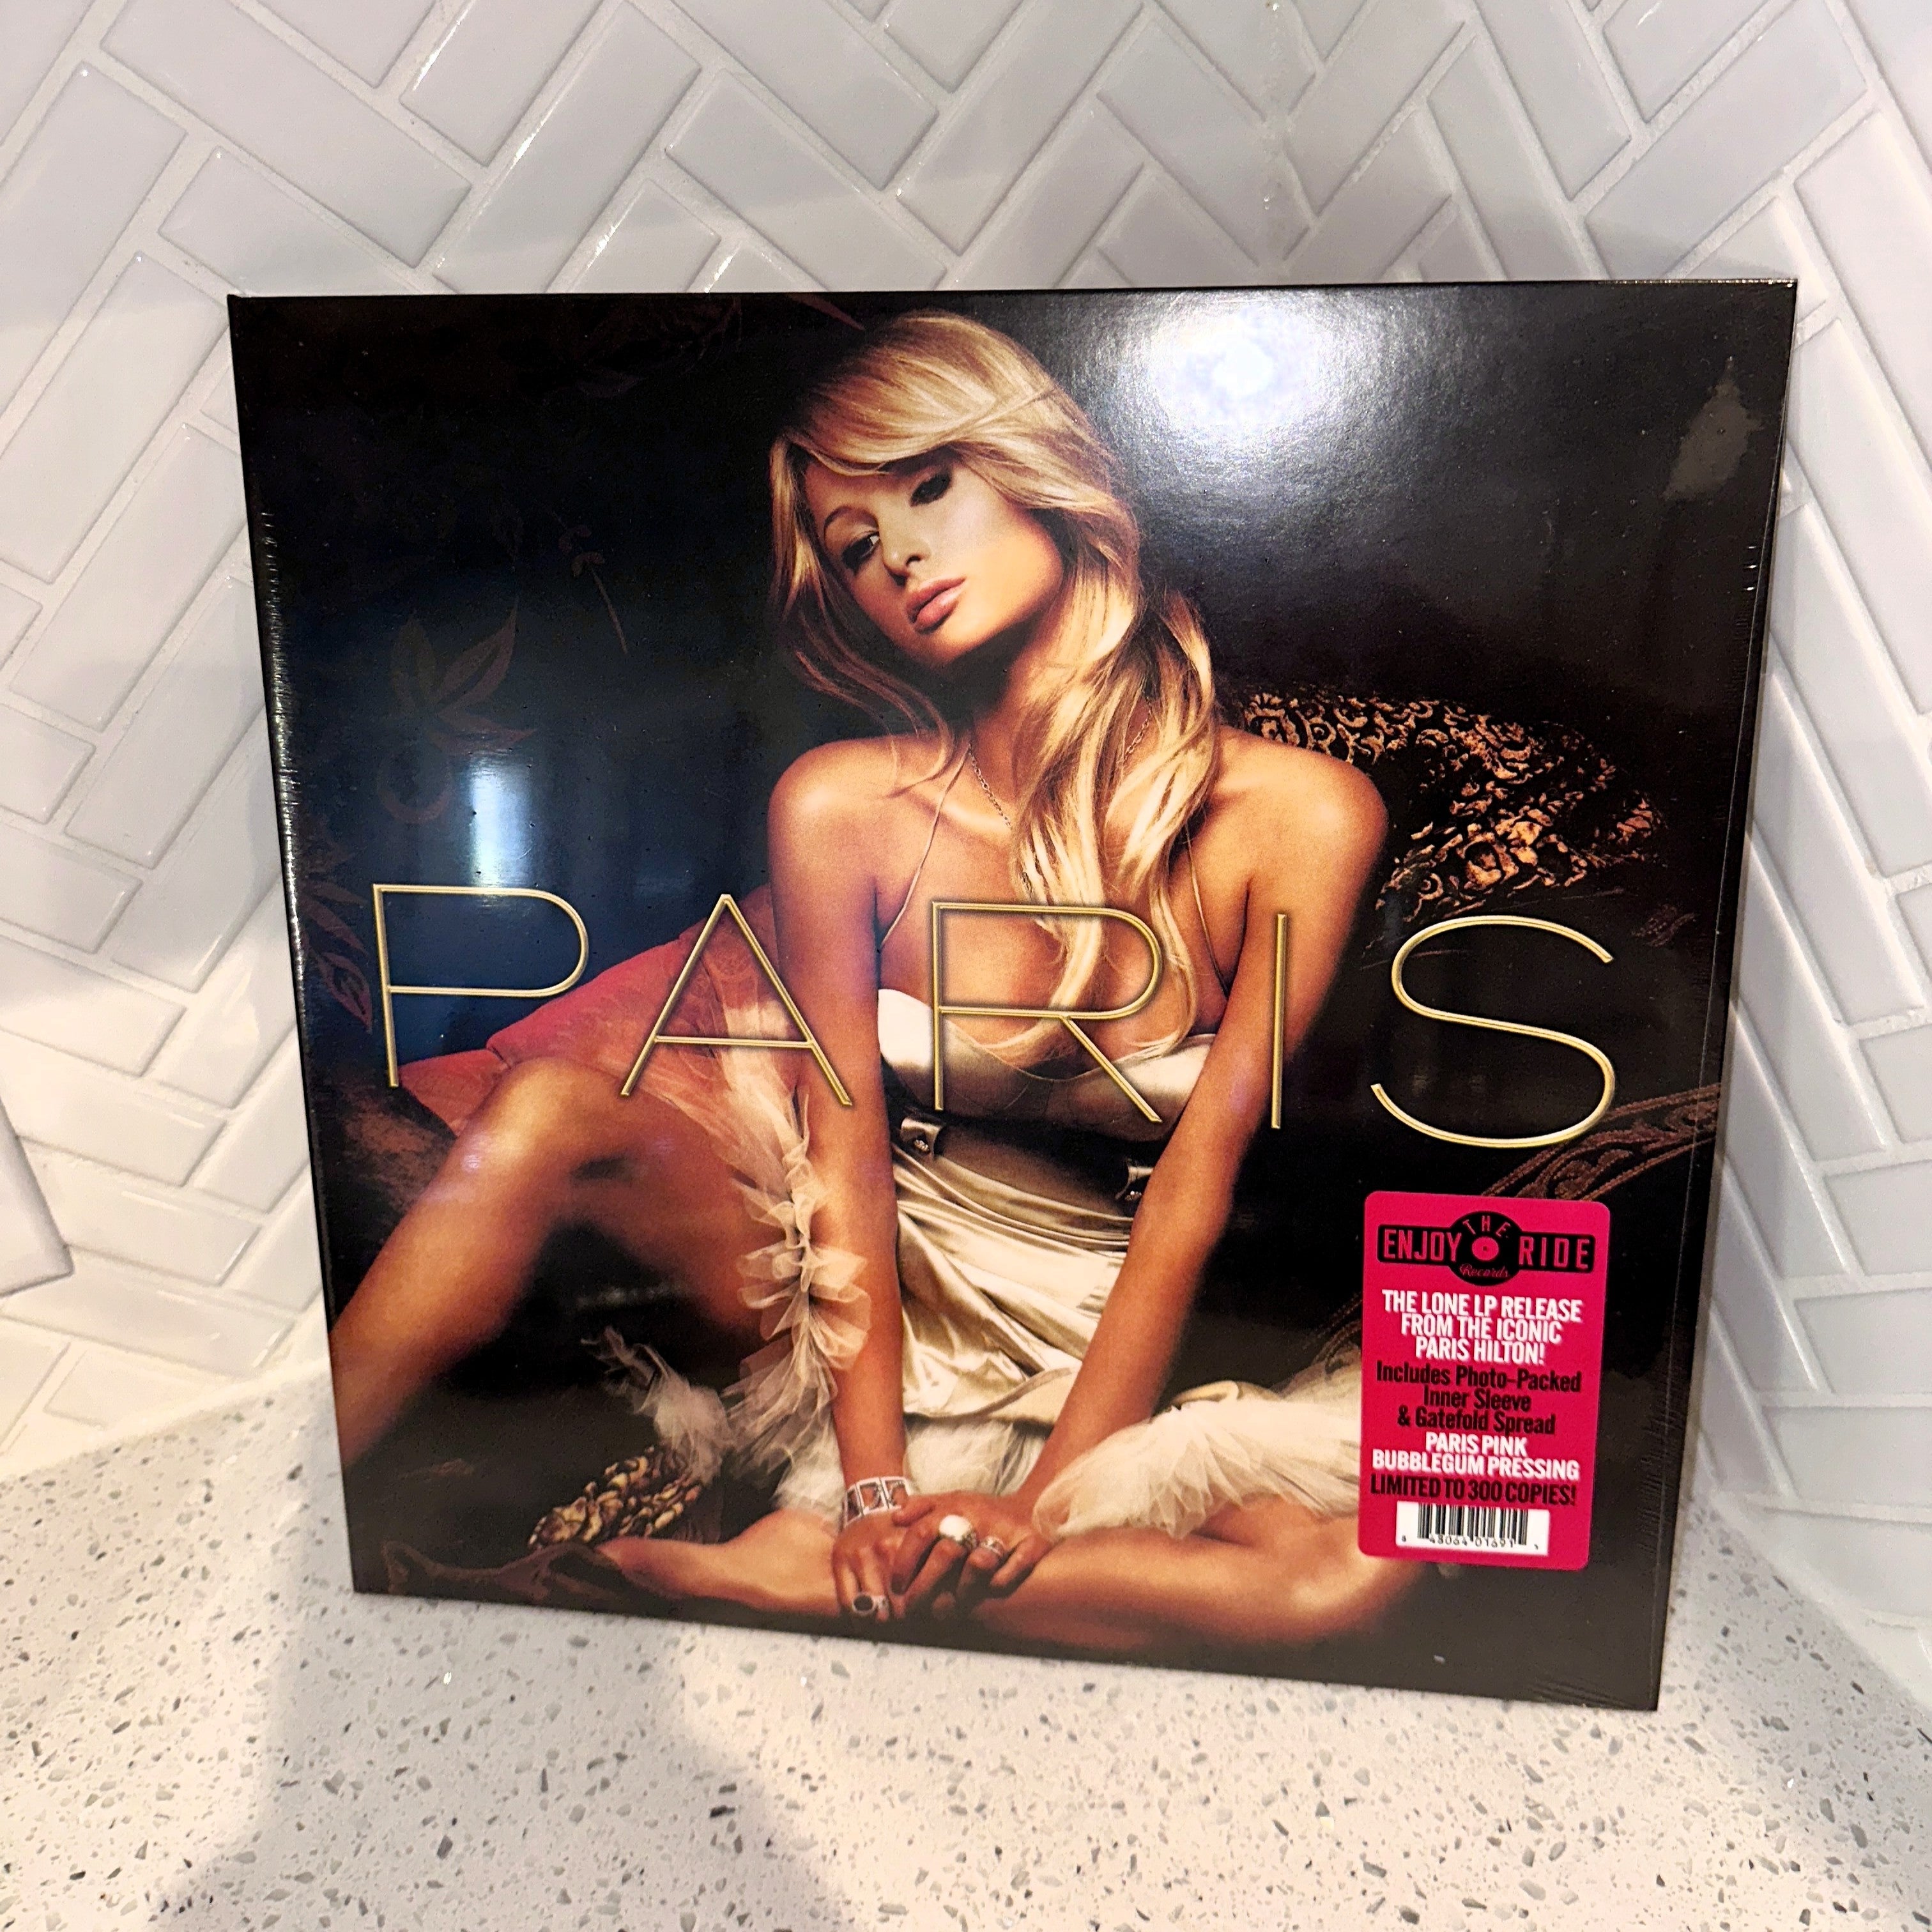 PARIS
THE
ENJOY RIDE
Records
THE LONE LP RELEASE
FROM THE ICONIC
PARIS HILTON!
Includes Photo-Packed
Inner Sleeve
& Gatefold Spread
PARIS PINK
BUBBLEGUM PRESSING
LIMITED TO 300 COPIES!